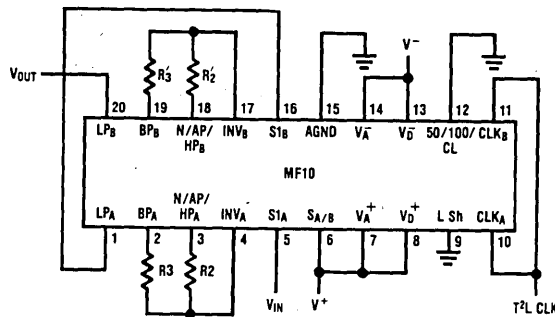 V⁻
R'3
R'2
VOUT
20
19
18
17
16
15
14
13
12
11
LPB
BPB
N/AP/
HPB
INVB
S1B
AGND
VA⁻
VD⁻
50/100/
CL
CLKB
MF10
LPA
BPA
N/AP/
HPA
INVA
S1A
SA/B
VA⁺
VD⁺
L Sh
CLKA
1
2
3
4
5
6
7
8
9
10
R3
R2
VIN
V⁺
T²L CLK